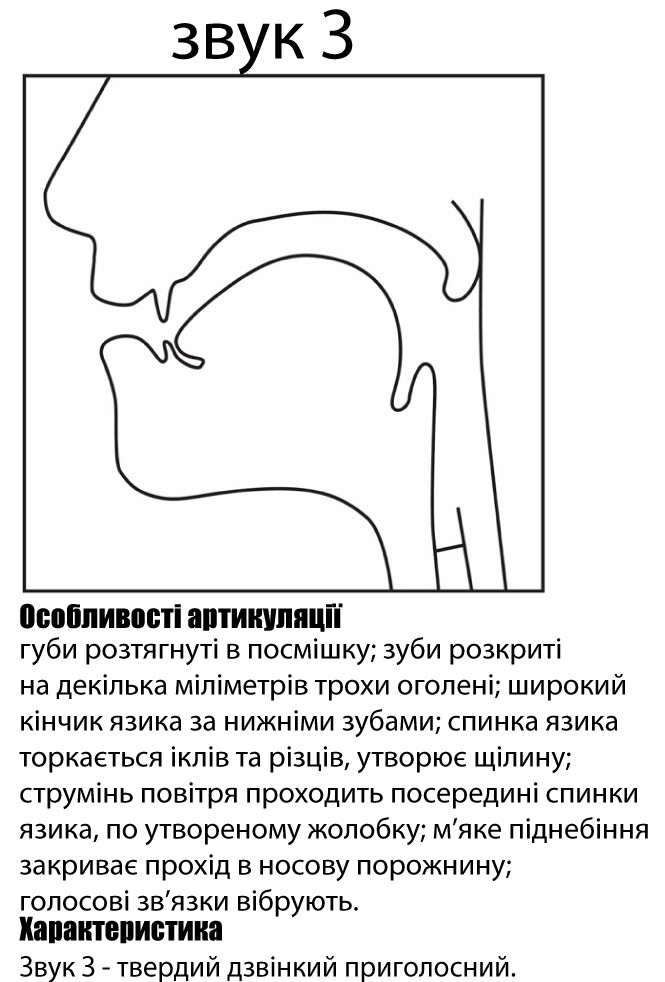 звук З
Особливості артикуляції
губи розтягнуті в посмішку; зуби розкриті
на декілька міліметрів трохи оголені; широкий
кінчик язика за нижніми зубами; спинка язика
торкається іклів та різців, утворює щілину;
струмінь повітря проходить посередині спинки
язика, по утвореному жолобку; м’яке піднебіння
закриває прохід в носову порожнину;
голосові зв’язки вібрують.
Характеристика
Звук З - твердий дзвінкий приголосний.